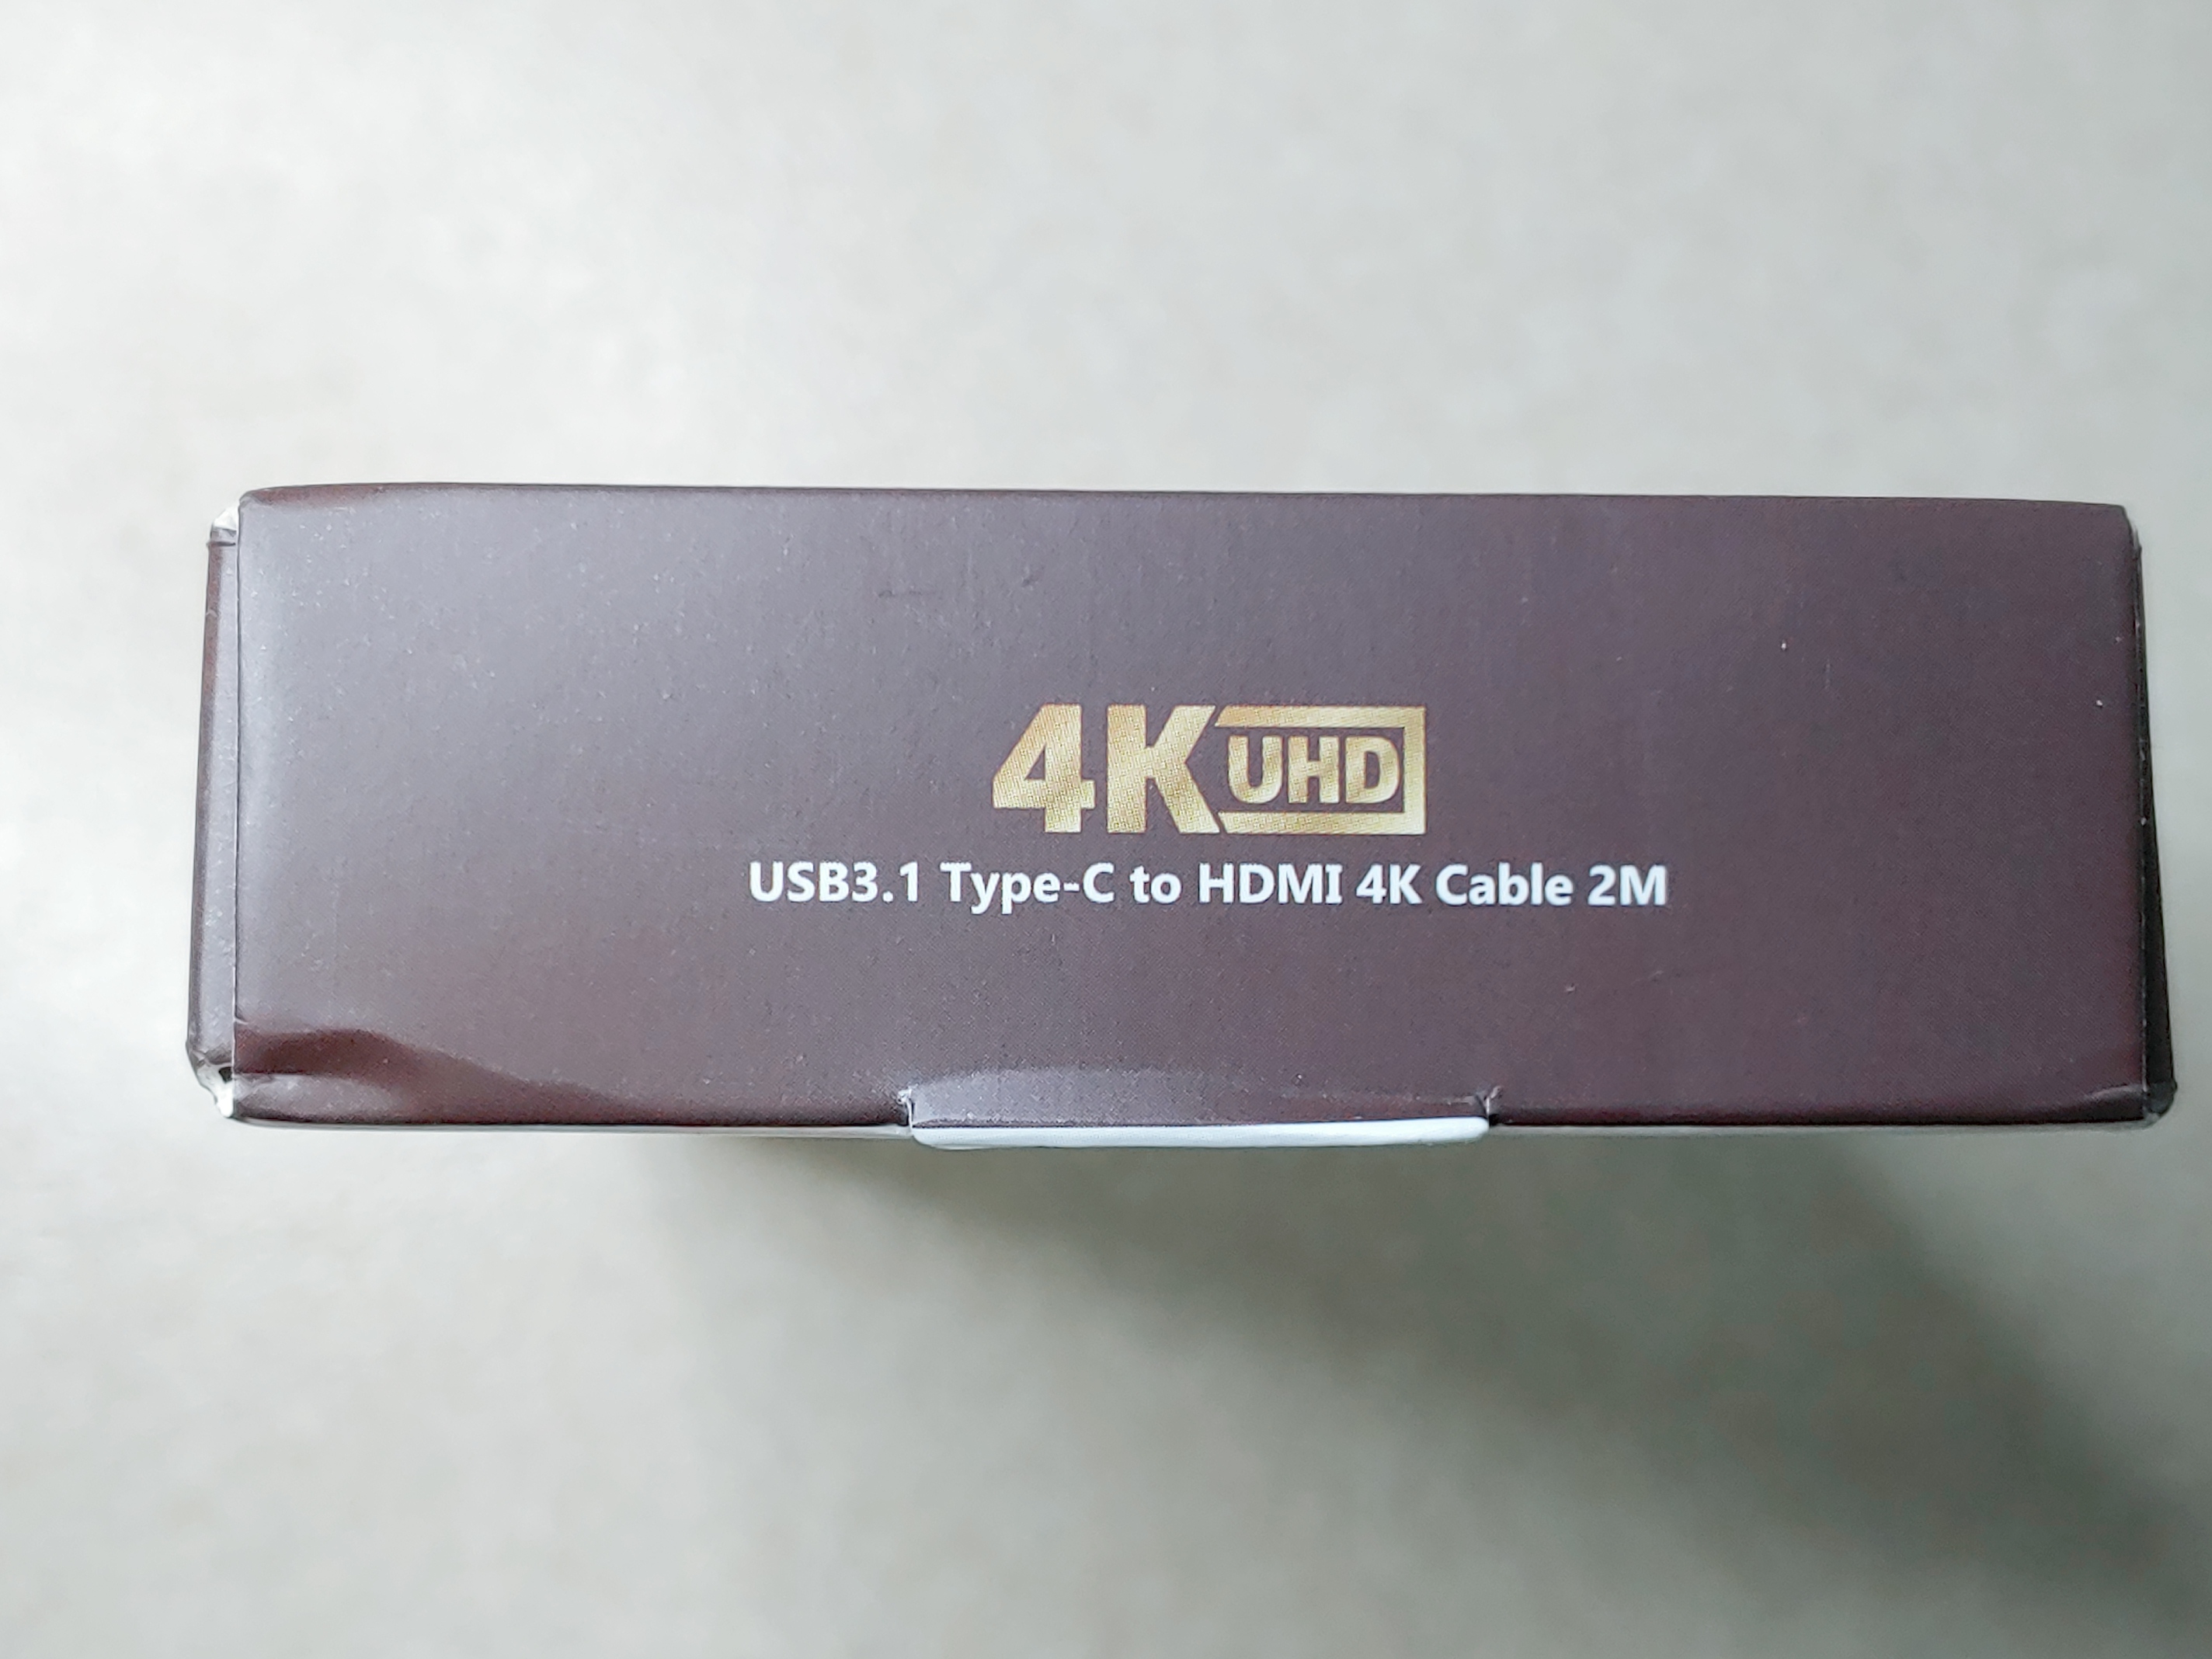 4K UHD
USB3.1 Type-C to HDMI 4K Cable 2M